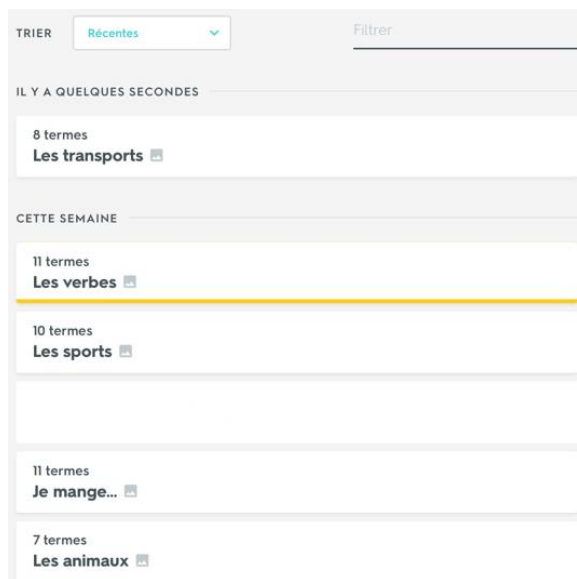 TRIER Récentes Filtrer
IL Y A QUELQUES SECONDES
8 termes
Les transports
CETTE SEMAINE
11 termes
Les verbes
10 termes
Les sports
11 termes
Je mange...
7 termes
Les animaux